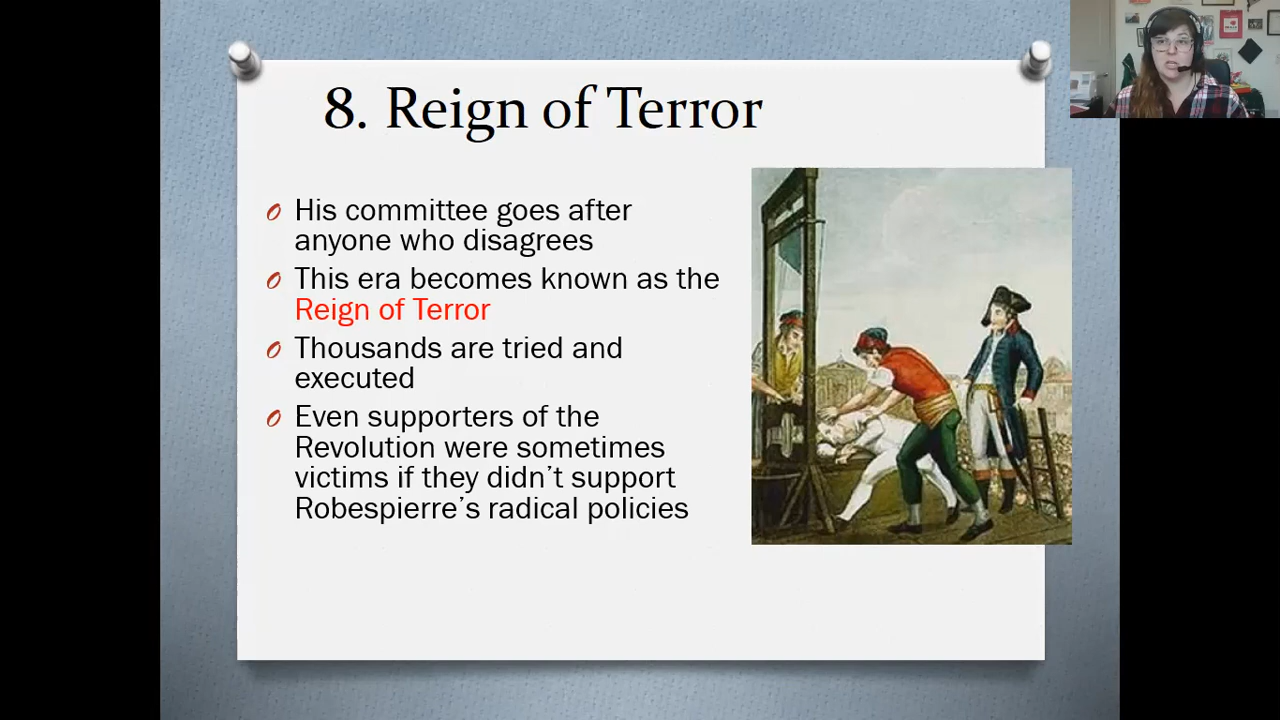 8. Reign of Terror
His committee goes after
anyone who disagrees
This era becomes known as the
Reign of Terror
Thousands are tried and
executed
Even supporters of the
Revolution were sometimes
victims if they didn’t support
Robespierre’s radical policies